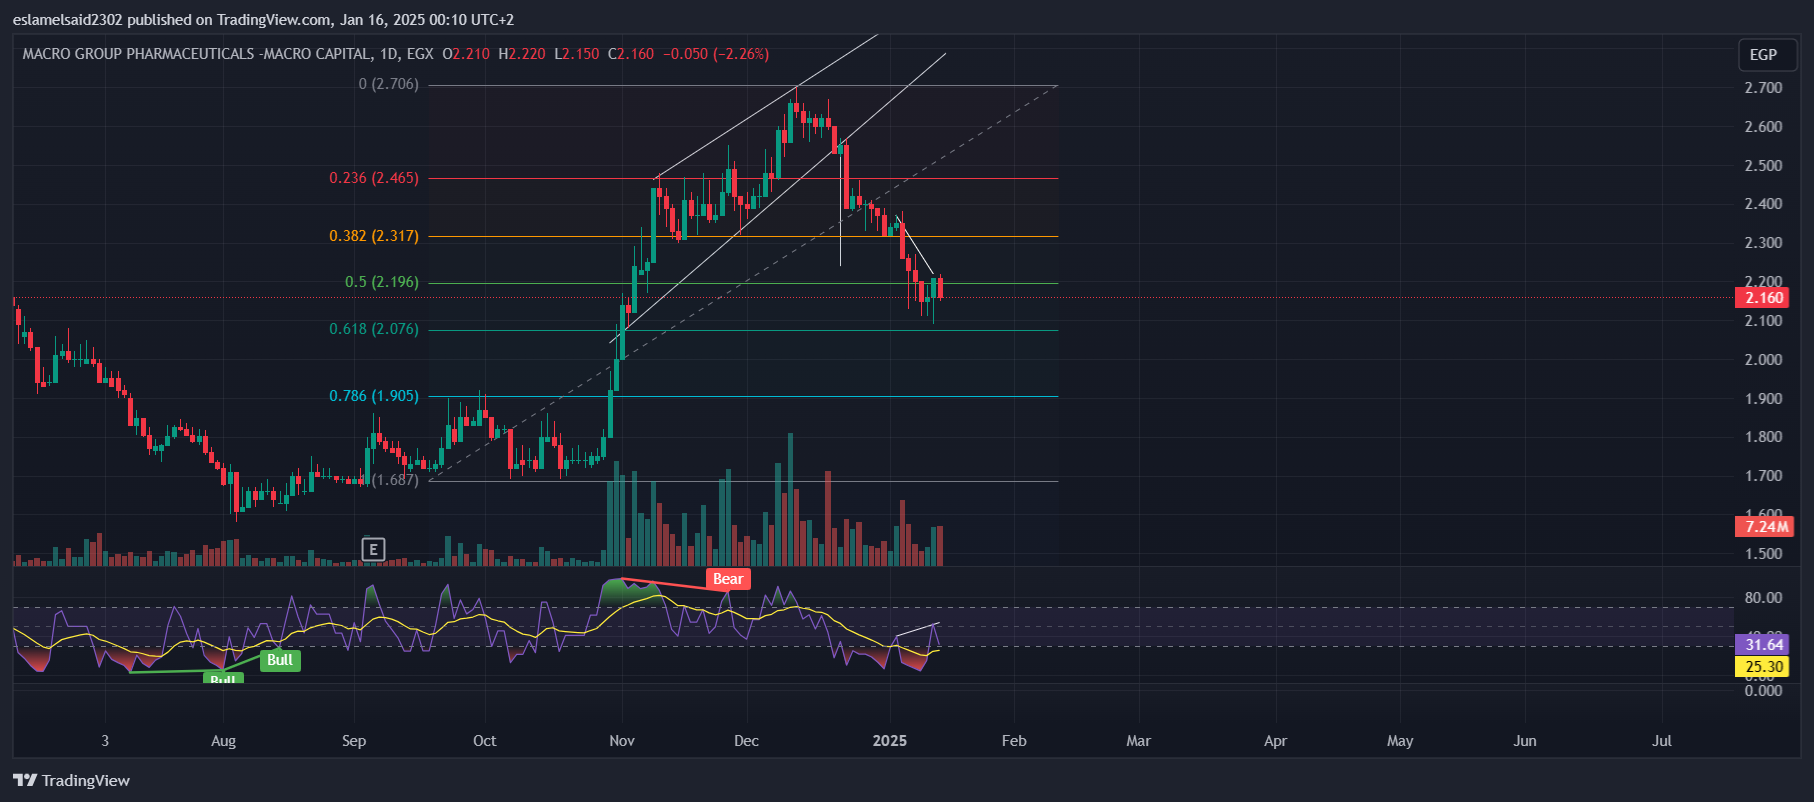 eslamelsaid2302 published on TradingView.com, Jan 16, 2025 00:10 UTC+2
MACRO GROUP PHARMACEUTICALS -MACRO CAPITAL, 1D, EGX O2.210 H2.220 L2.150 C2.160 −0.050 (−2.26%)
EGP
0 (2.706)
0.236 (2.465)
0.382 (2.317)
0.5 (2.196)
0.618 (2.076)
0.786 (1.905)
(1.687)
2.700
2.600
2.500
2.400
2.300
2.200
2.160
2.100
2.000
1.900
1.800
1.700
1.600
7.24M
1.500
E
Bear
Bull
Bull
80.00
31.64
25.30
0.000
3 Aug Sep Oct Nov Dec 2025 Feb Mar Apr May Jun Jul
TradingView